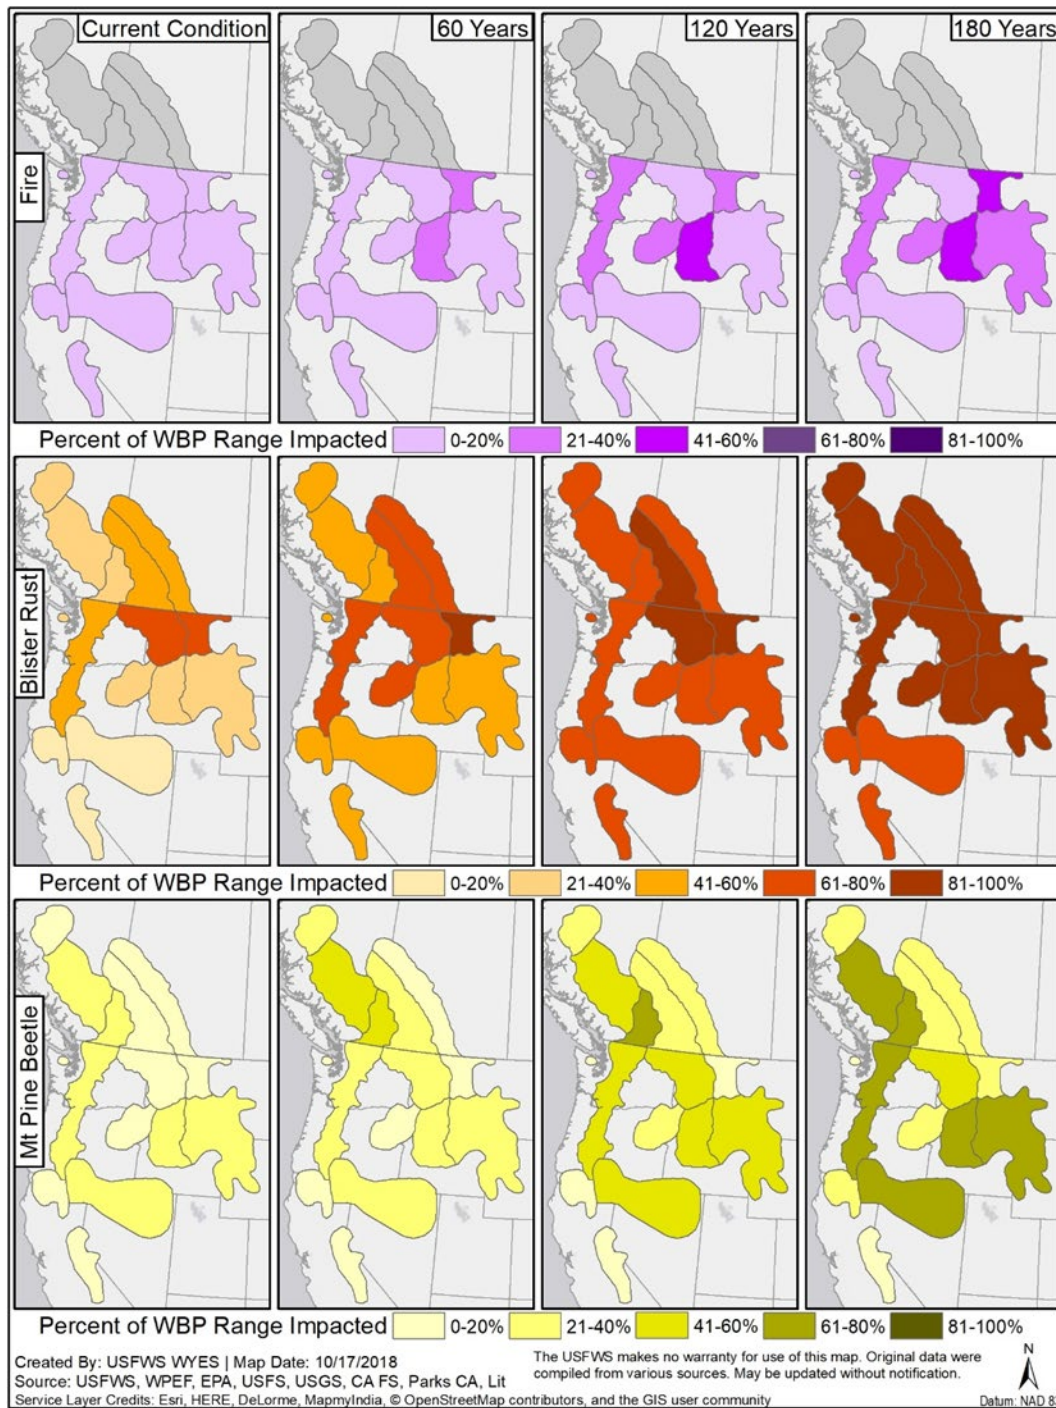 Current Condition
60 Years
120 Years
180 Years
Fire
Percent of WBP Range Impacted 0-20% 21-40% 41-60% 61-80% 81-100%
Blister Rust
Percent of WBP Range Impacted 0-20% 21-40% 41-60% 61-80% 81-100%
Mt Pine Beetle
Percent of WBP Range Impacted 0-20% 21-40% 41-60% 61-80% 81-100%
Created By: USFWS WYES | Map Date: 10/17/2018
Source: USFWS, WPEF, EPA, USFS, USGS, CA FS, Parks CA, Lit
Service Layer Credits: Esri, HERE, DeLorme, MapmyIndia, © OpenStreetMap contributors, and the GIS user community
The USFWS makes no warranty for use of this map. Original data were
compiled from various sources. May be updated without notification.
N
Datum: NAD 83